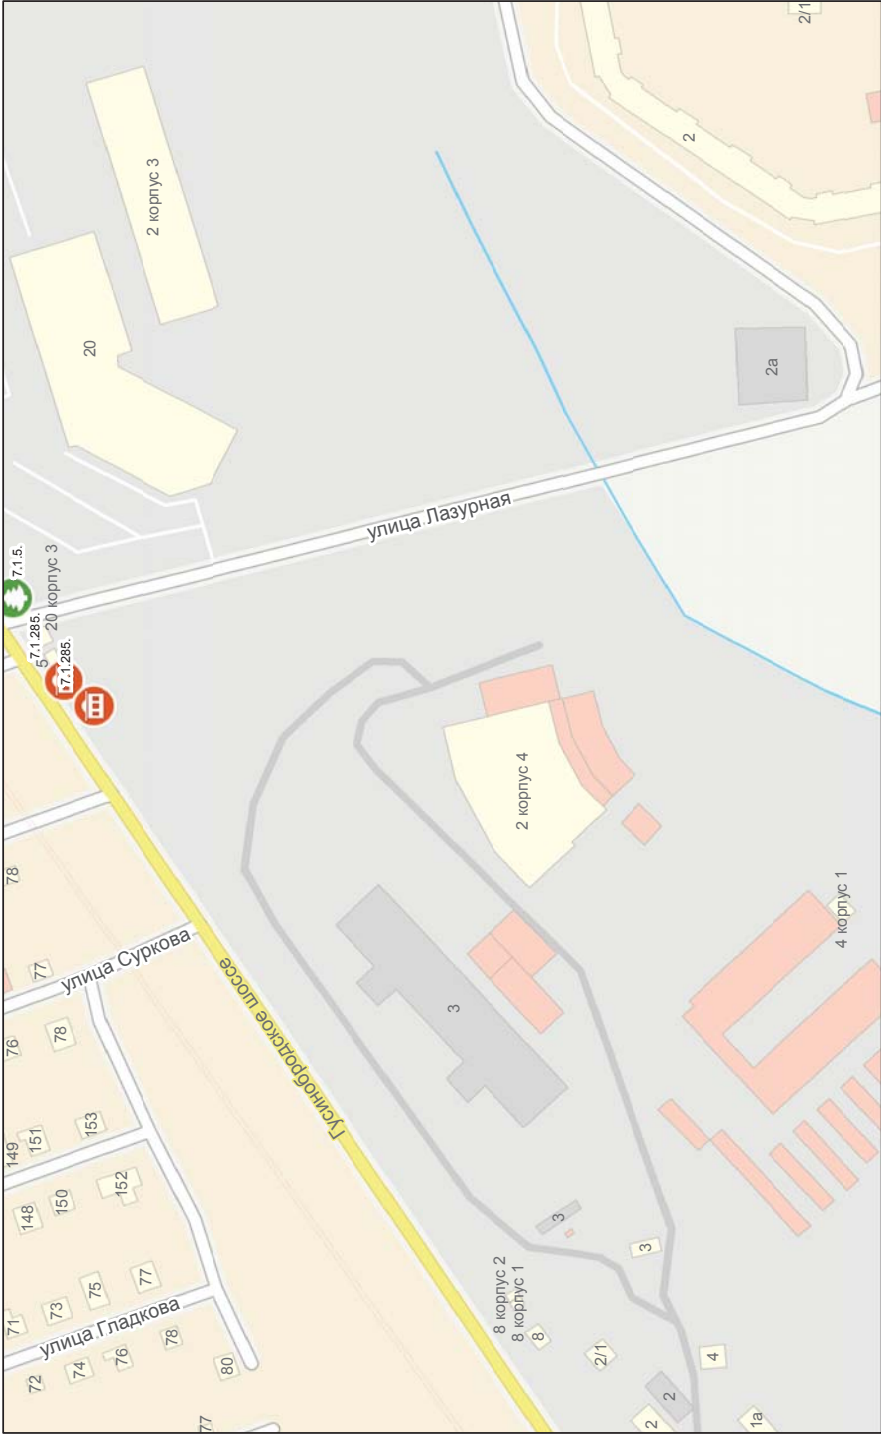 2/1
2 корпус 3
2
20
2а
улица Лазурная
7.1.5.
20 корпус 3
7.1.285.
5
7.1.285.
2 корпус 4
78
4 корпус 1
улица Суркова
77
Гусинобродское шоссе
3
76
78
149
151
153
148
150
152
3
3
71
73
75
77
8 корпус 2
8 корпус 1
улица Гладкова
72
74
76
78
80
8
2/1
4
2
77
2
1а